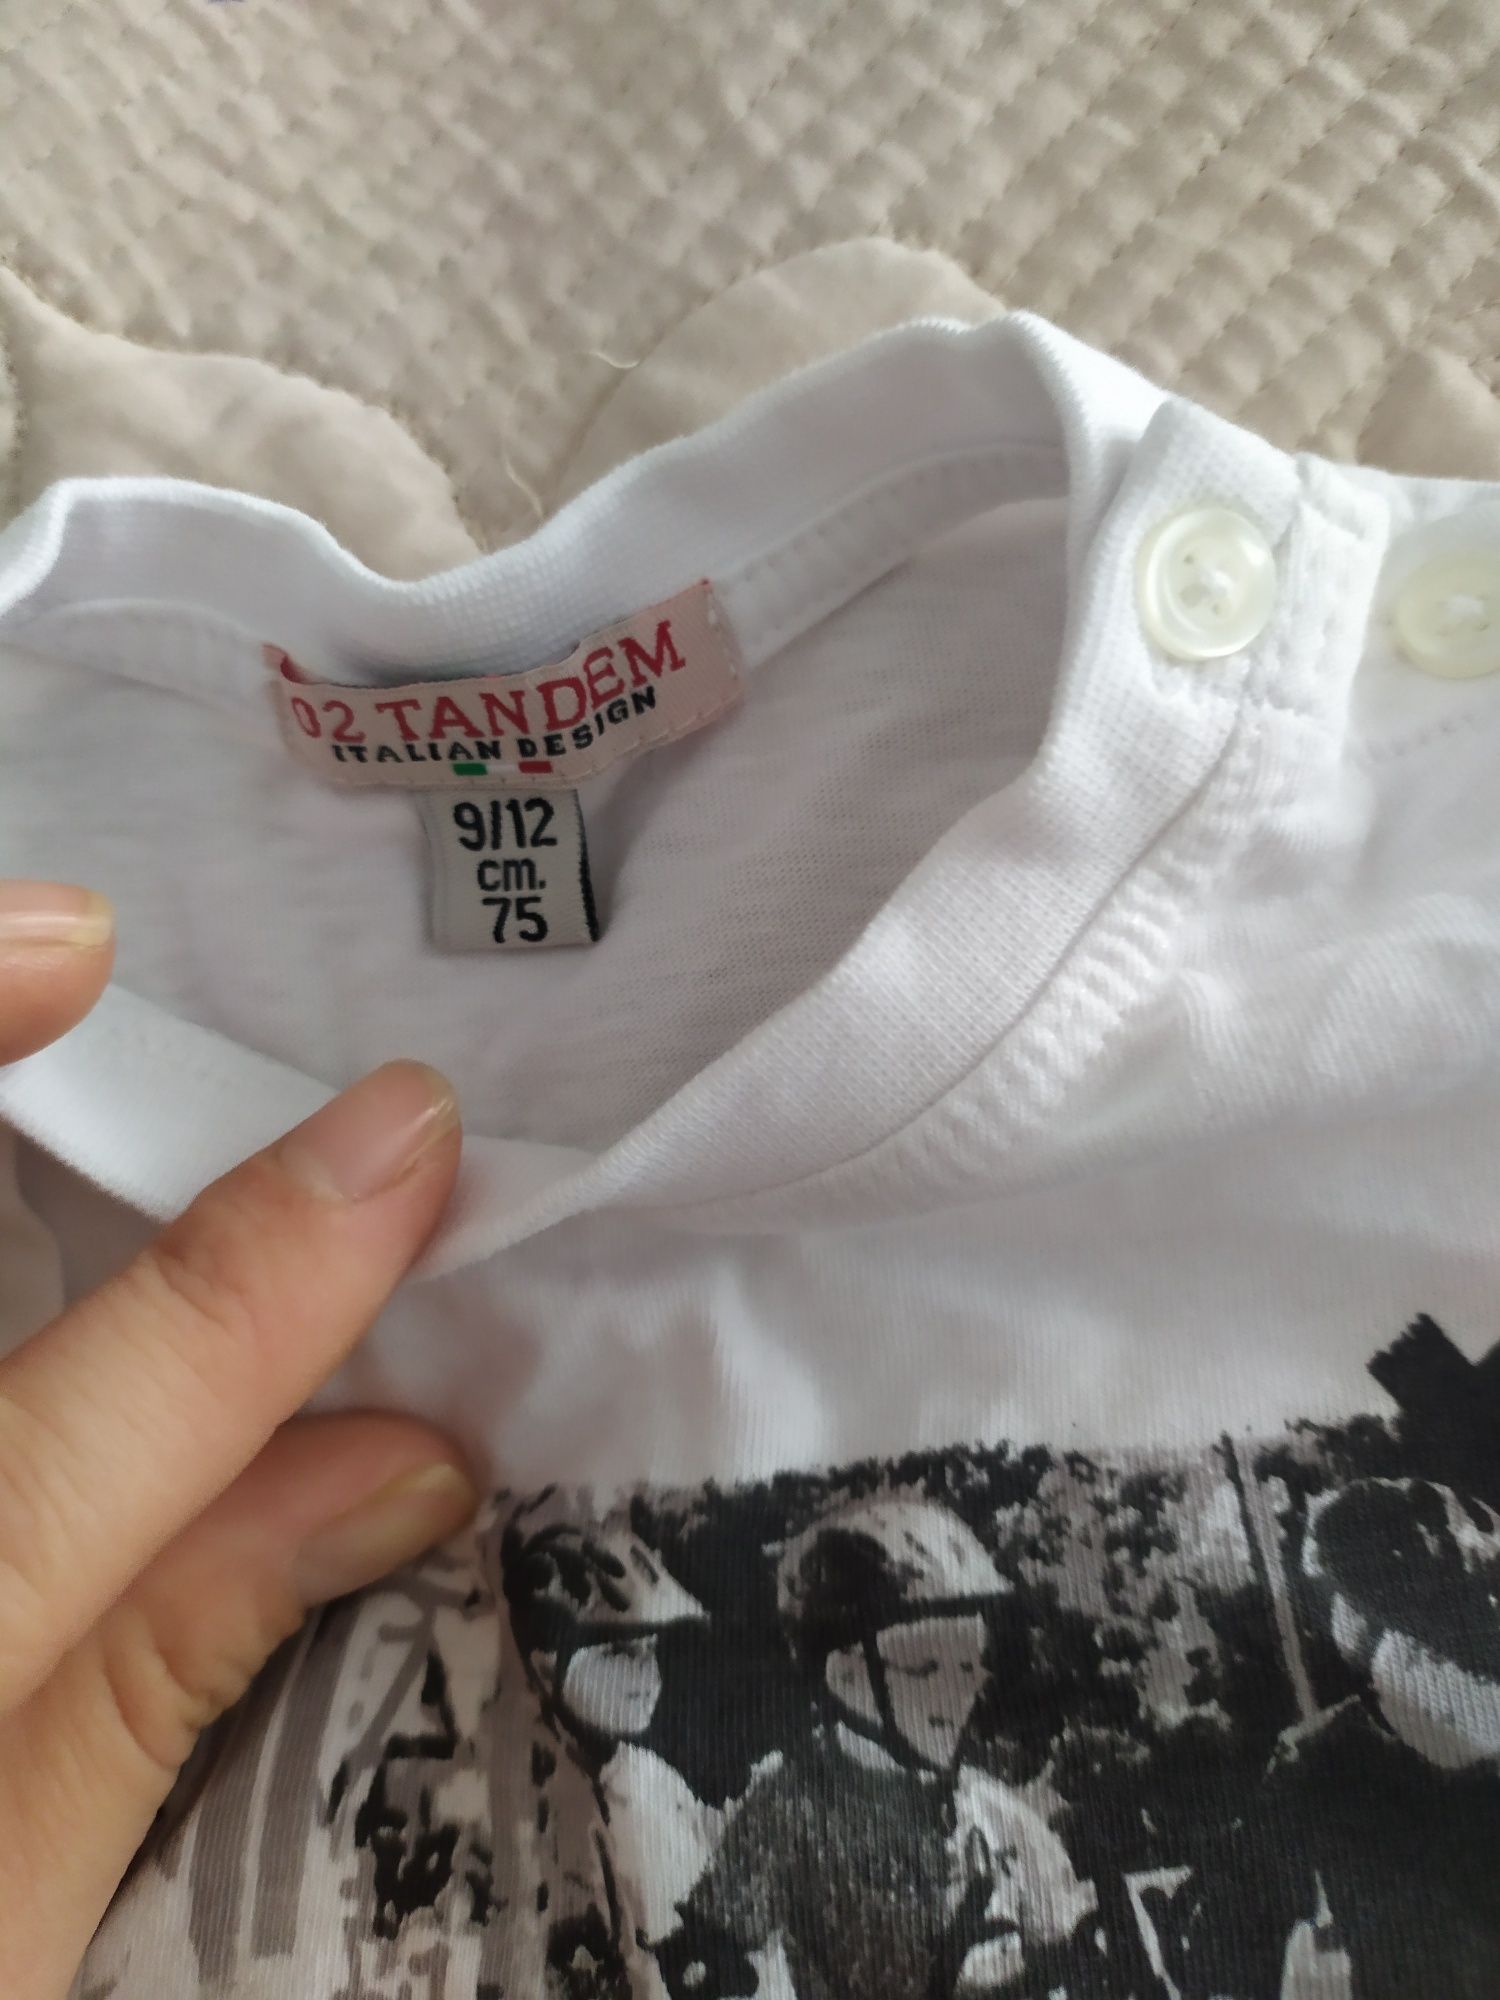 02 TANDEM
ITALIAN DESIGN
9/12
cm.
75